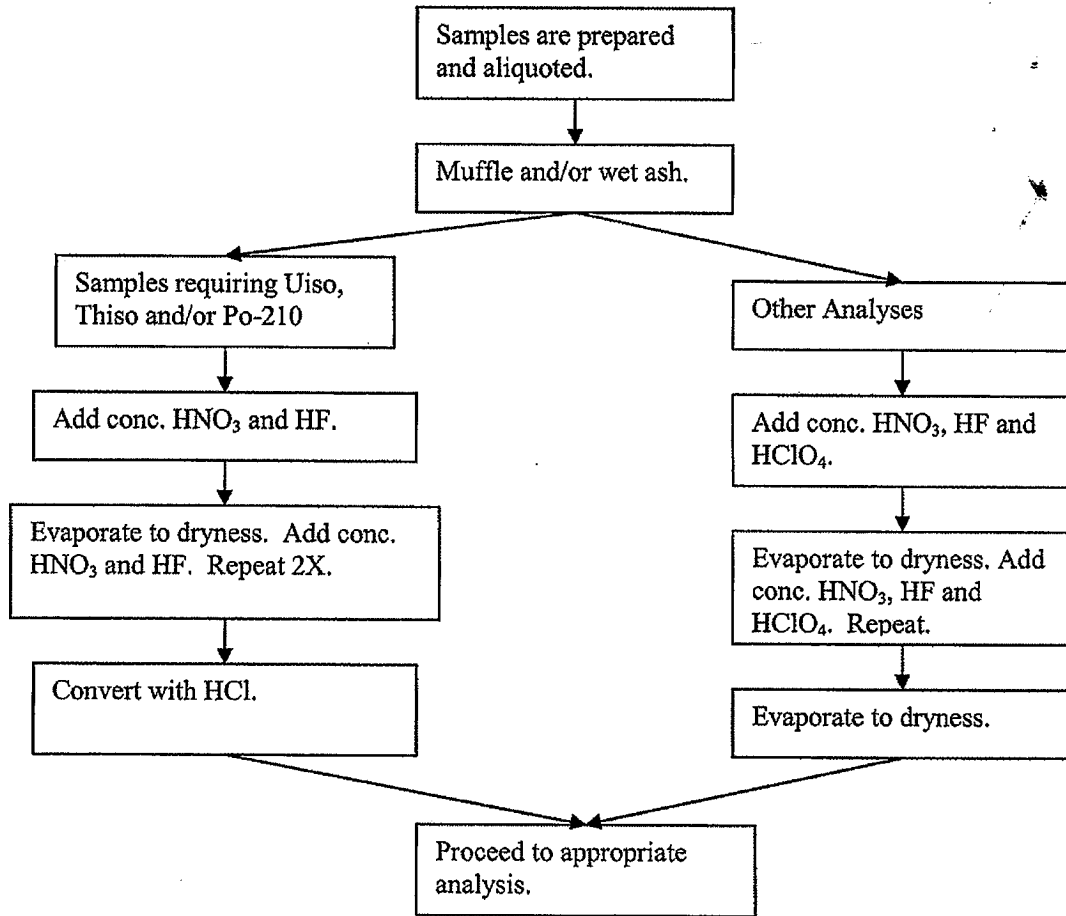 Samples are prepared
and aliquoted.
Muffle and/or wet ash.
Samples requiring Uiso,
Thiso and/or Po-210
Other Analyses
Add conc. HNO₃ and HF.
Add conc. HNO₃, HF and
HClO₄.
Evaporate to dryness. Add conc.
HNO₃ and HF. Repeat 2X.
Evaporate to dryness. Add
conc. HNO₃, HF and
HClO₄. Repeat.
Convert with HCl.
Evaporate to dryness.
Proceed to appropriate
analysis.